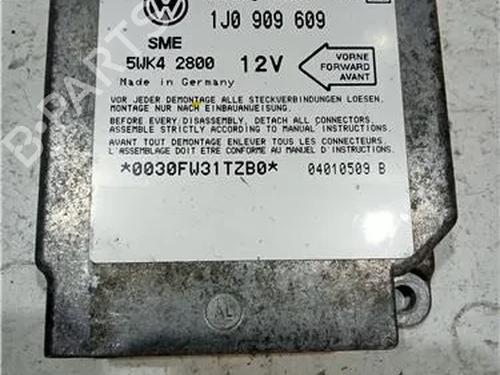 1J0 909 609
SME
5WK4 2800 12V
VORNE
FORWARD
AVANT
Made in Germany
VOR JEDER DEMONTAGE ALLE STECKVERBINDUNGEN LOESEN.
MONTAGE NUR NACH EINBAUANWEISUNG.
BEFORE EVERY DISASSEMBLY, DETACH ALL CONNECTORS.
ASSEMBLE STRICTLY ACCORDING TO MANUAL INSTRUCTIONS.
AVANT TOUT DEMONTAGE ENLEVER TOUS LES CONNECTEURS.
L'ASSEMBLAGE DOIT ETRE CONFORME AU MANUEL D'INSTRUCTIONS.
*0030FW31TZB0* 04010509 B
AL
B-PARTS